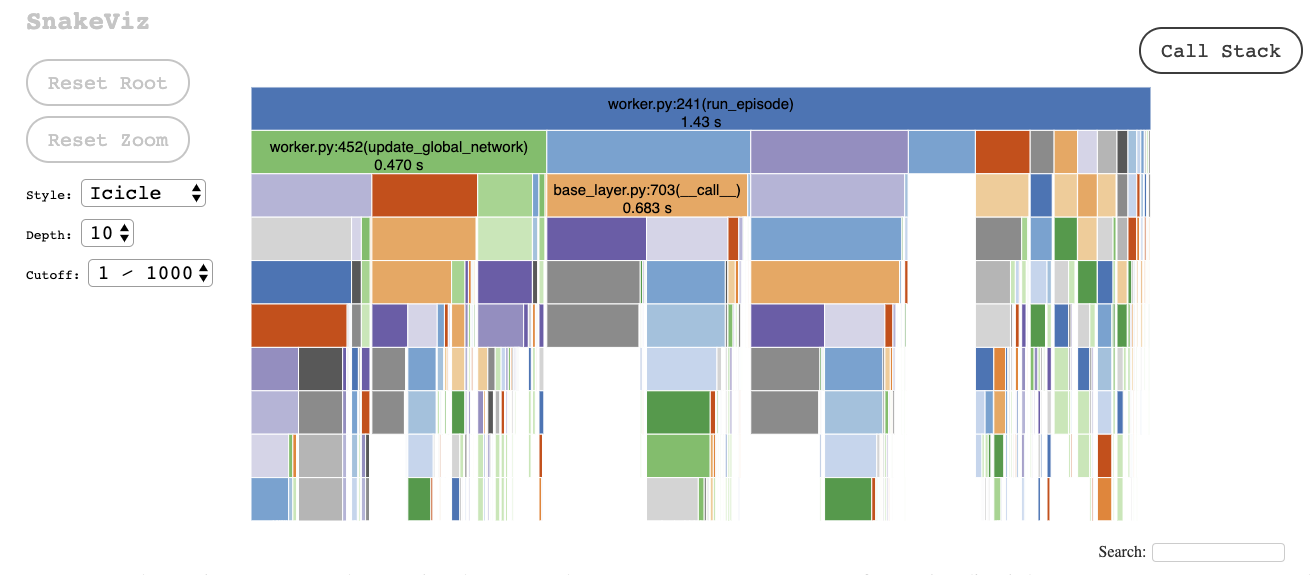 SnakeViz
Call Stack
Reset Root
Reset Zoom
Style: Icicle
Depth: 10
Cutoff: 1 / 1000
worker.py:241(run_episode)
1.43 s
worker.py:452(update_global_network)
0.470 s
base_layer.py:703(__call__)
0.683 s
Search: